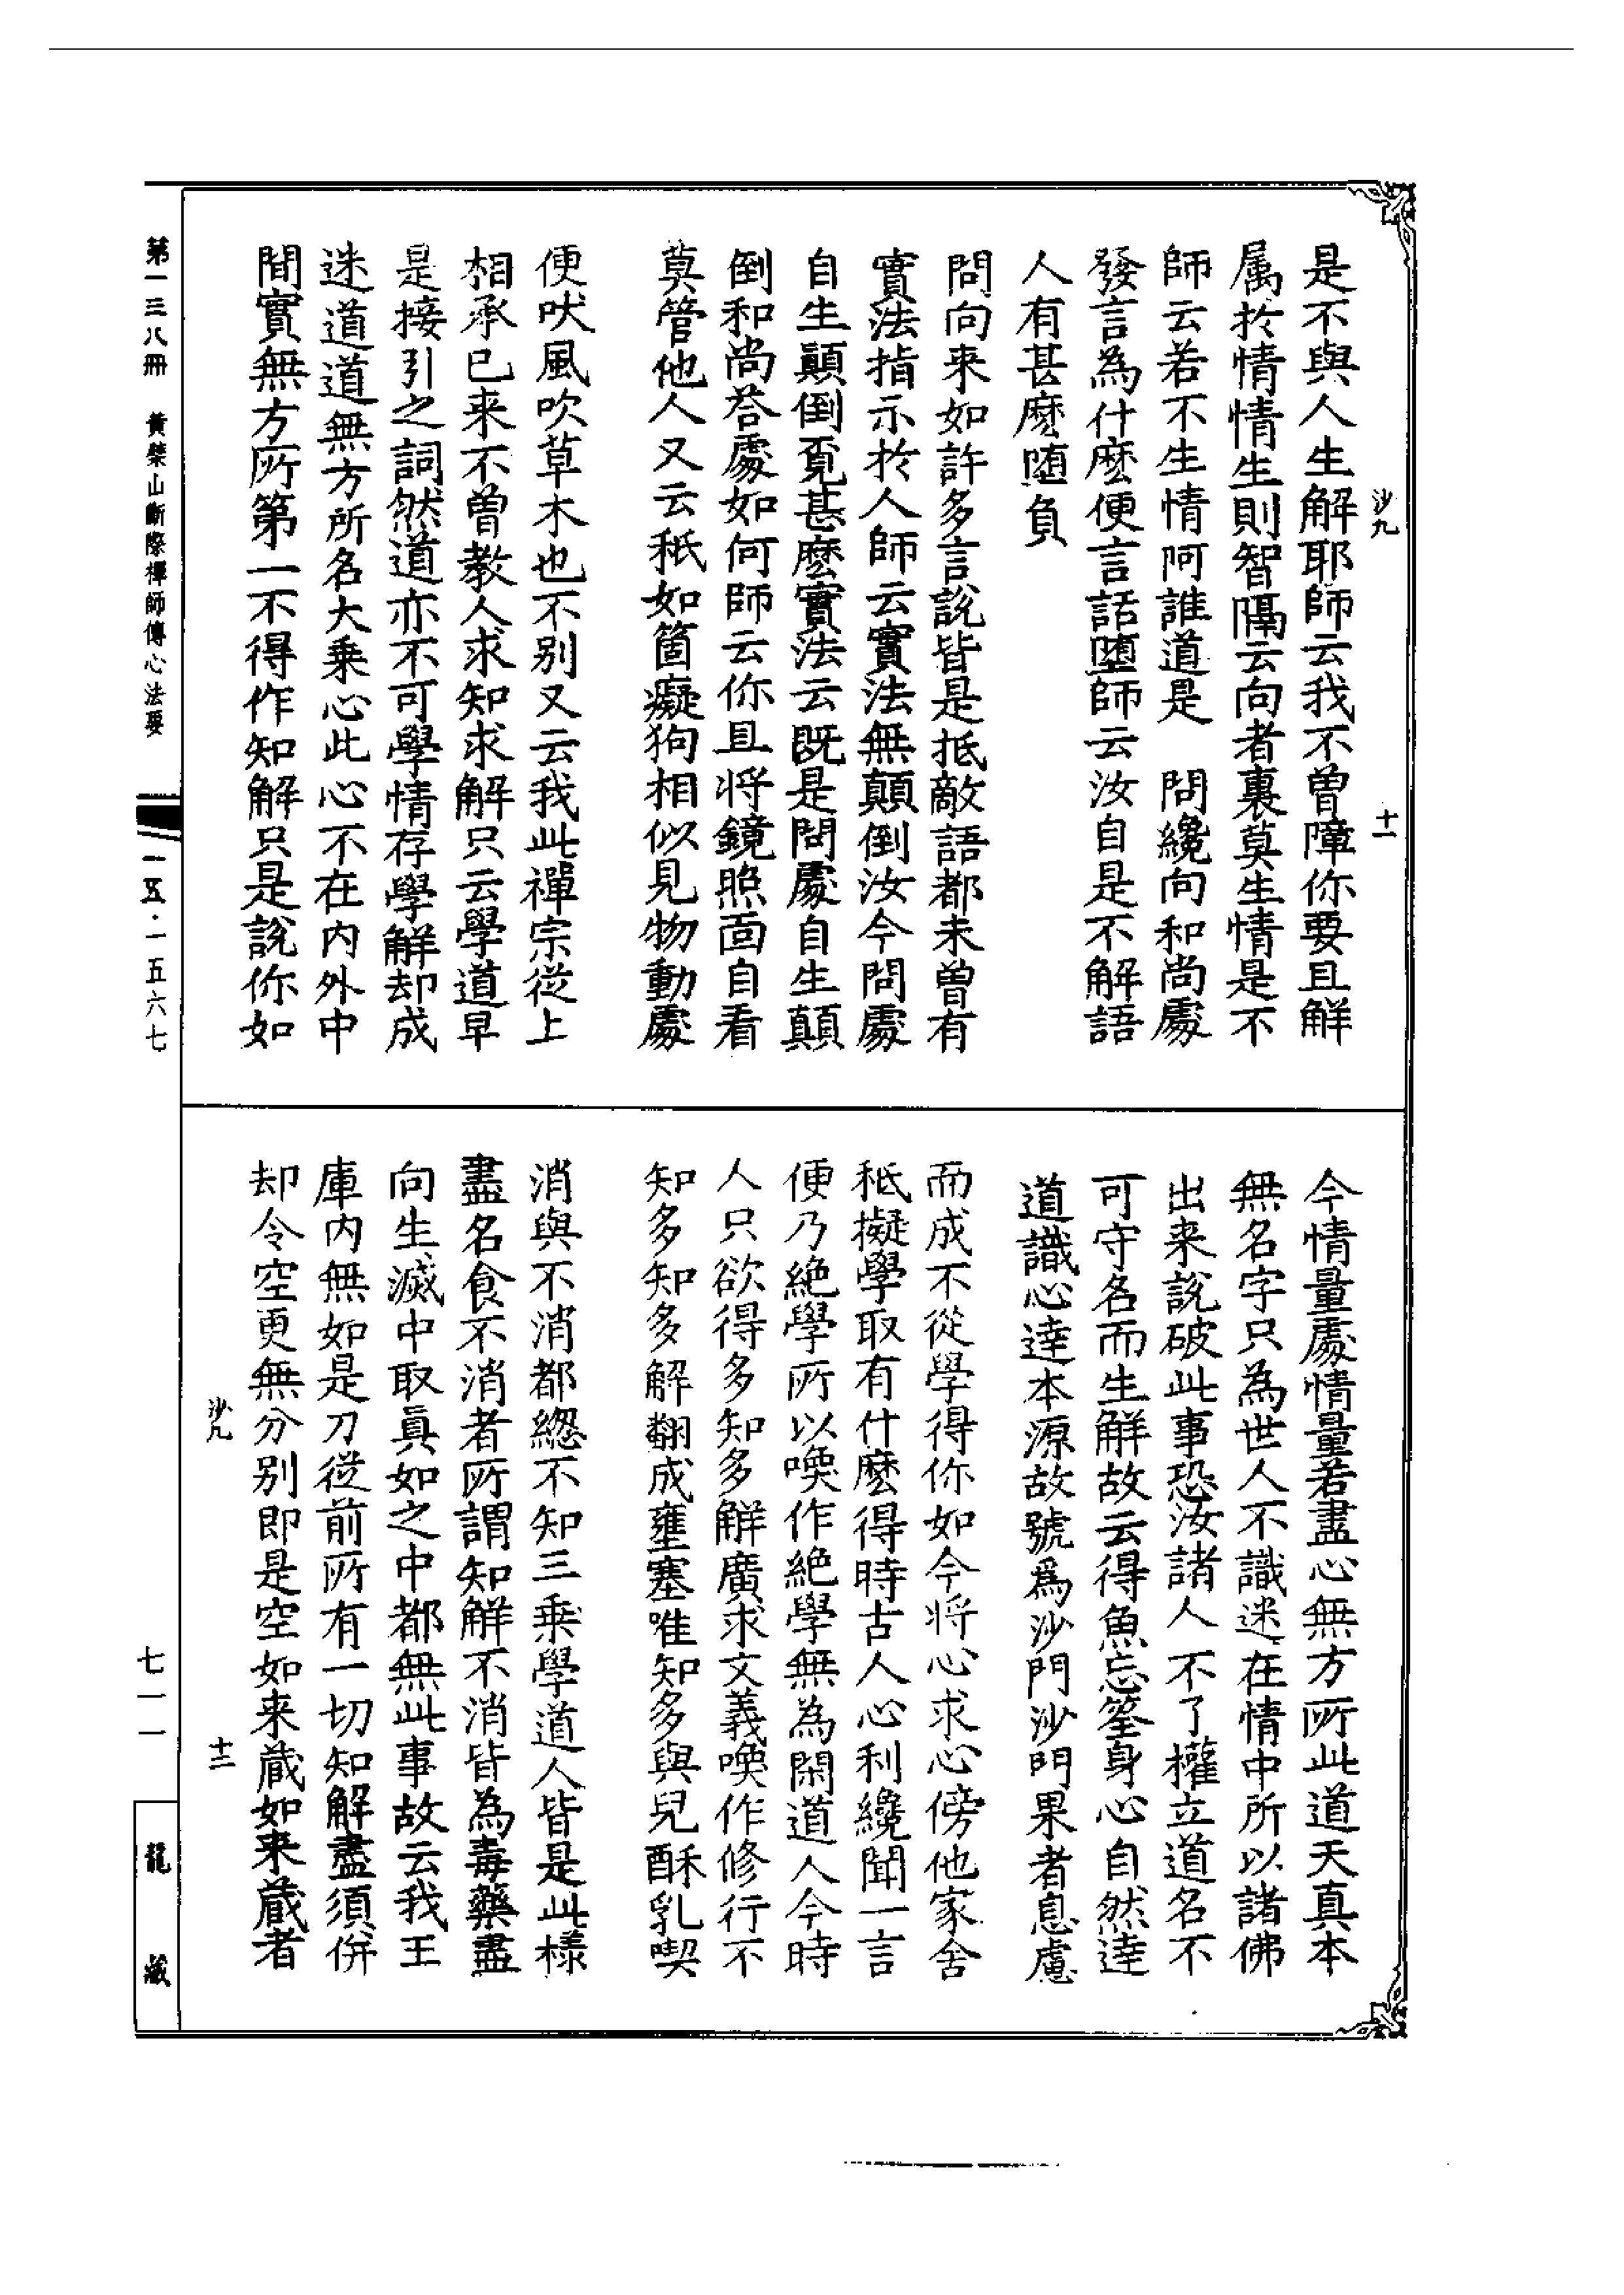 沙九
十一
是不與人生解耶師云我不曾障你要且解
属於情情生則智隔云向者裏莫生情是不
師云若不生情阿誰道是　問纔向和尚處
發言為什麽便言話墮師云汝自是不解語
人有甚麽墮負
問向来如許多言說皆是抵敵語都未曾有
實法指示於人師云實法無顛倒汝今問處
自生顛倒覔甚麽實法云既是問處自生顛
倒和尚荅處如何師云你且将鏡照面自看
莫管他人又云秖如箇癡狗相似見物動處
便吠風吹草木也不别又云我此禪宗從上
相承已来不曾教人求知求解只云學道早
是接引之詞然道亦不可學情存學解却成
迷道道無方所名大乗心此心不在内外中
間實無方所第一不得作知解只是說你如
今情量處情量若盡心無方所此道天真本
無名字只為世人不識迷在情中所以諸佛
出来說破此事恐汝諸人不了權立道名不
可守名而生解故云得魚忘筌身心自然達
道識心達本源故號爲沙門沙門果者息慮
而成不從學得你如今将心求心傍他家舍
秖擬學取有什麽得時古人心利纔聞一言
便乃絶學所以喚作絶學無為閑道人今時
人只欲得多知多解廣求文義喚作修行不
知多知多解翻成壅塞唯知多與兒酥乳喫
消與不消都緫不知三乗學道人皆是此樣
盡名食不消者所謂知解不消皆為毒藥盡
向生滅中取眞如之中都無此事故云我王
庫内無如是刀從前所有一切知解盡須併
却令空更無分别即是空如来藏如来藏者
沙九
十二
第一三八冊　黃檗山斷際禪師傳心法要
一五·一五六七
七一一
龍藏